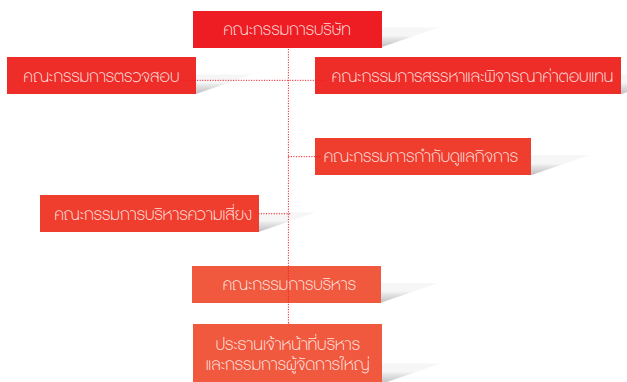 คณะกรรมการบริษัท
คณะกรรมการตรวจสอบ
คณะกรรมการสรรหาและพิจารณาค่าตอบแทน
คณะกรรมการกำกับดูแลกิจการ
คณะกรรมการบริหารความเสี่ยง
คณะกรรมการบริหาร
ประธานเจ้าหน้าที่บริหาร
และกรรมการผู้จัดการใหญ่